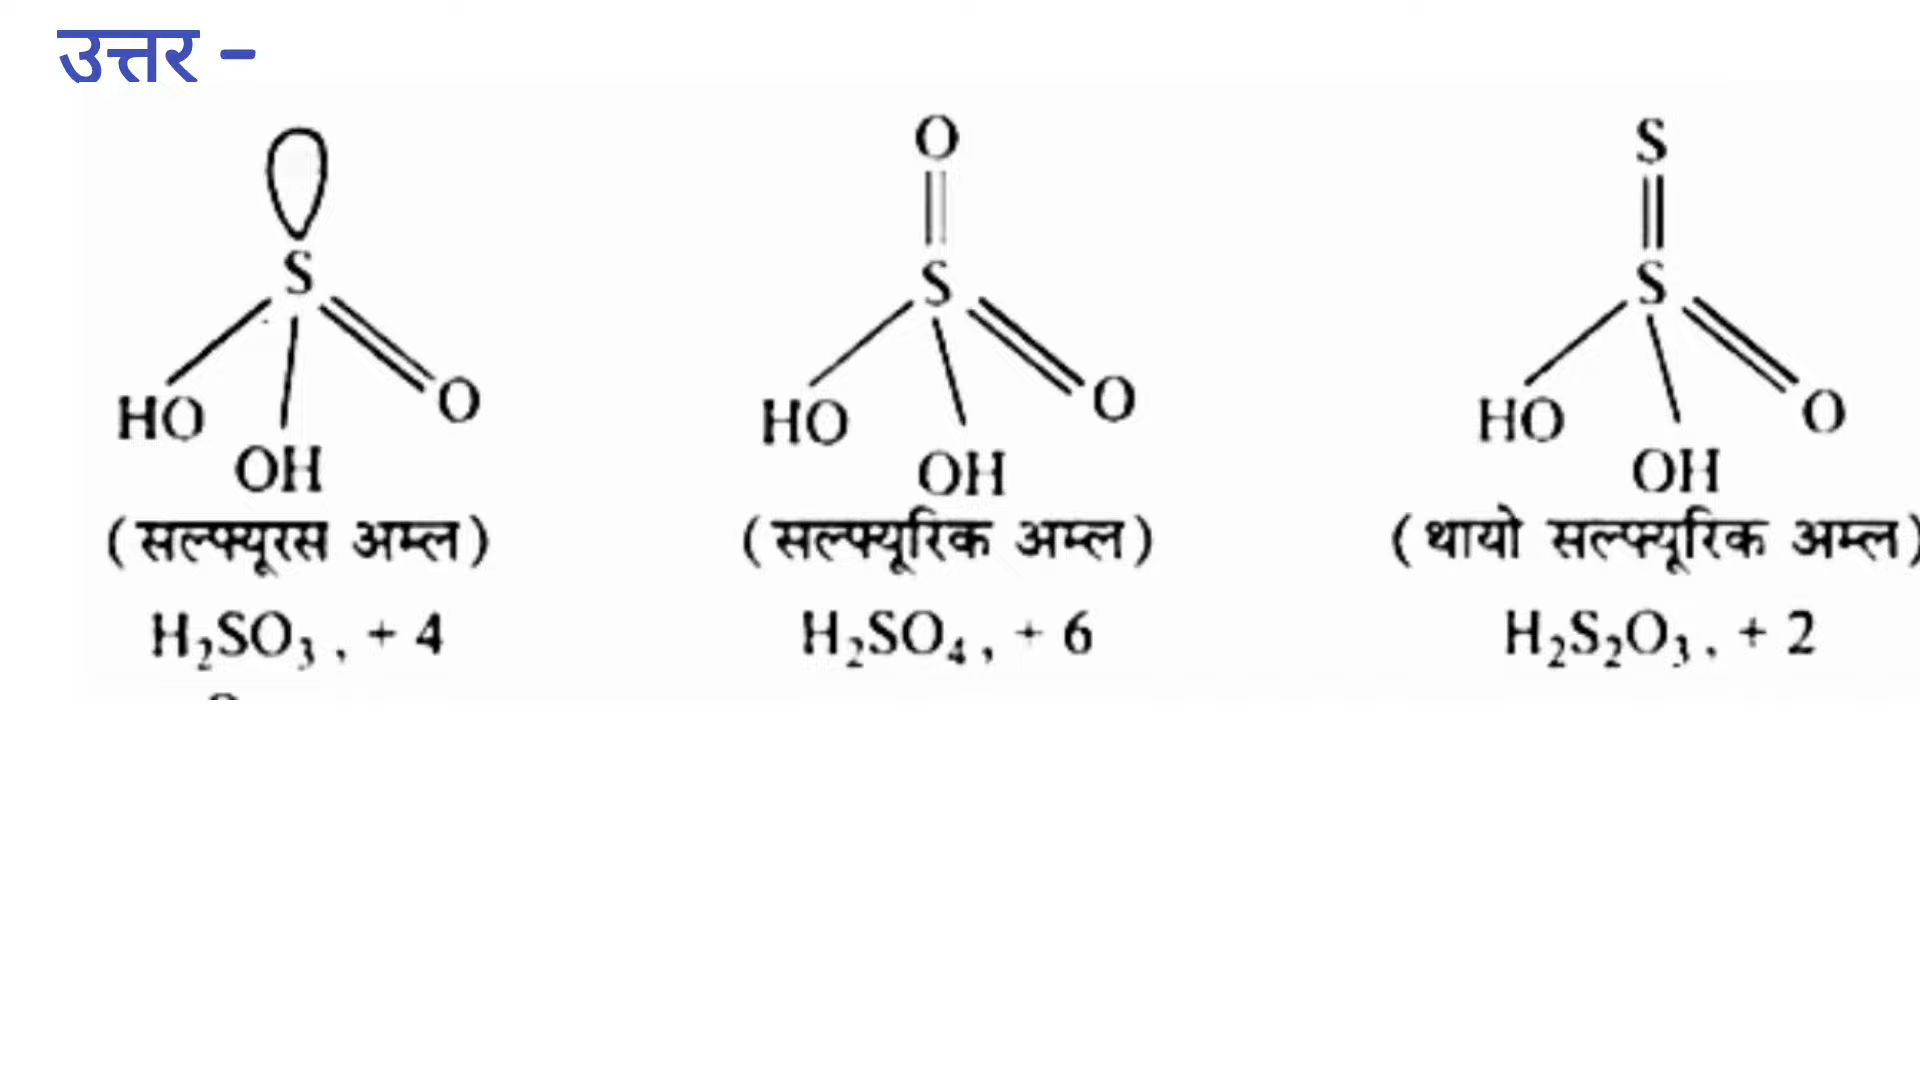 उत्तर –
O
S
S
S
S
HO
OH
O
HO
OH
O
HO
OH
O
(सल्फ्यूरस अम्ल)
(सल्फ्यूरिक अम्ल)
(थायो सल्फ्यूरिक अम्ल)
H₂SO₃, + 4
H₂SO₄, + 6
H₂S₂O₃, + 2